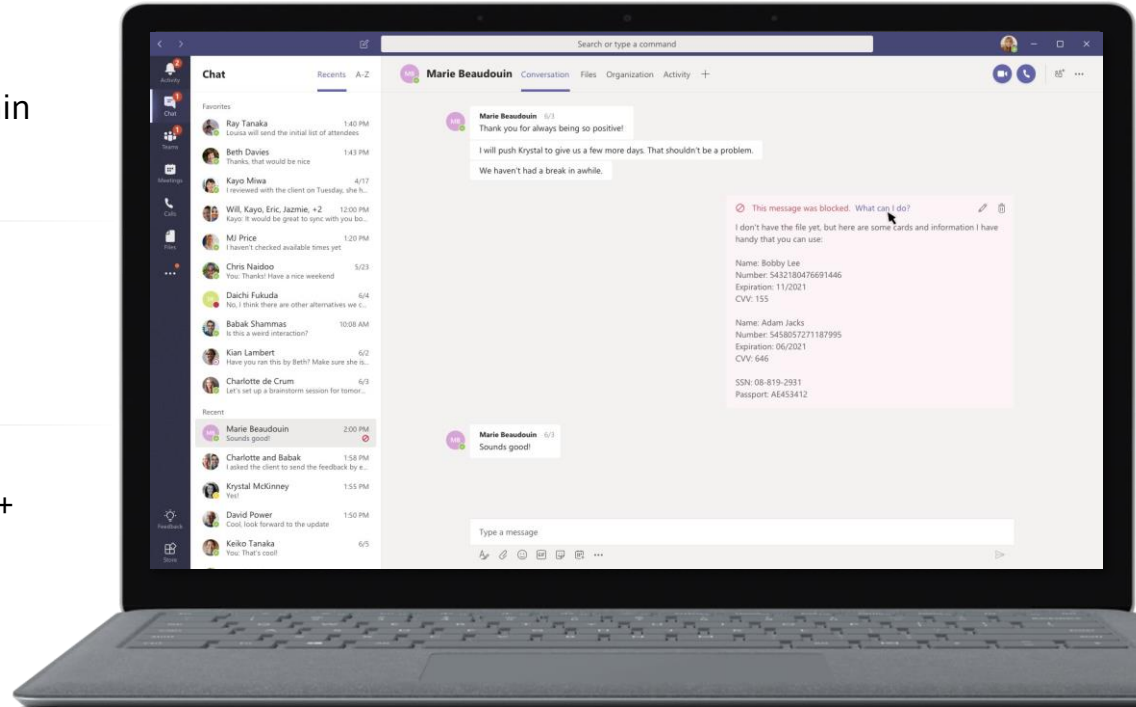 in
+
Search or type a command
Activity
Chat
Teams
Meetings
Calls
Files
Feedback
Store
Chat
Recents A-Z
Favorites
Ray Tanaka 1:40 PM
Louisa will send the initial list of attendees
Beth Davies 1:43 PM
Thanks, that would be nice
Kayo Miwa 4/17
I reviewed with the client on Tuesday, she h...
Will, Kayo, Eric, Jazmie, +2 12:00 PM
Kayo: It would be great to sync with you bo...
MJ Price 1:20 PM
I haven't checked available times yet
Chris Naidoo 5/23
You: Thanks! Have a nice weekend
Daichi Fukuda 6/4
No, I think there are other alternatives we c...
Babak Shammas 10:08 AM
Is this a weird interaction?
Kian Lambert 6/2
Have you ran this by Beth? Make sure she is...
Charlotte de Crum 6/3
Let's set up a brainstorm session for tomor...
Recent
Marie Beaudouin 2:00 PM
Sounds good!
Charlotte and Babak 1:58 PM
I asked the client to send the feedback by e...
Krystal McKinney 1:55 PM
Yes!
David Power 1:50 PM
Cool, look forward to the update
Keiko Tanaka 6/5
You: That's cool!
MB Marie Beaudouin Conversation Files Organization Activity +
MB Marie Beaudouin 6/3
Thank you for always being so positive!
I will push Krystal to give us a few more days. That shouldn't be a problem.
We haven't had a break in awhile.
This message was blocked. What can I do?
I don't have the file yet, but here are some cards and information I have
handy that you can use:
Name: Bobby Lee
Number: 5432180476691446
Expiration: 11/2021
CVV: 155
Name: Adam Jacks
Number: 5458057271187995
Expiration: 06/2021
CVV: 646
SSN: 08-819-2931
Passport: AE453412
MB Marie Beaudouin 6/3
Sounds good!
Type a message
GIF